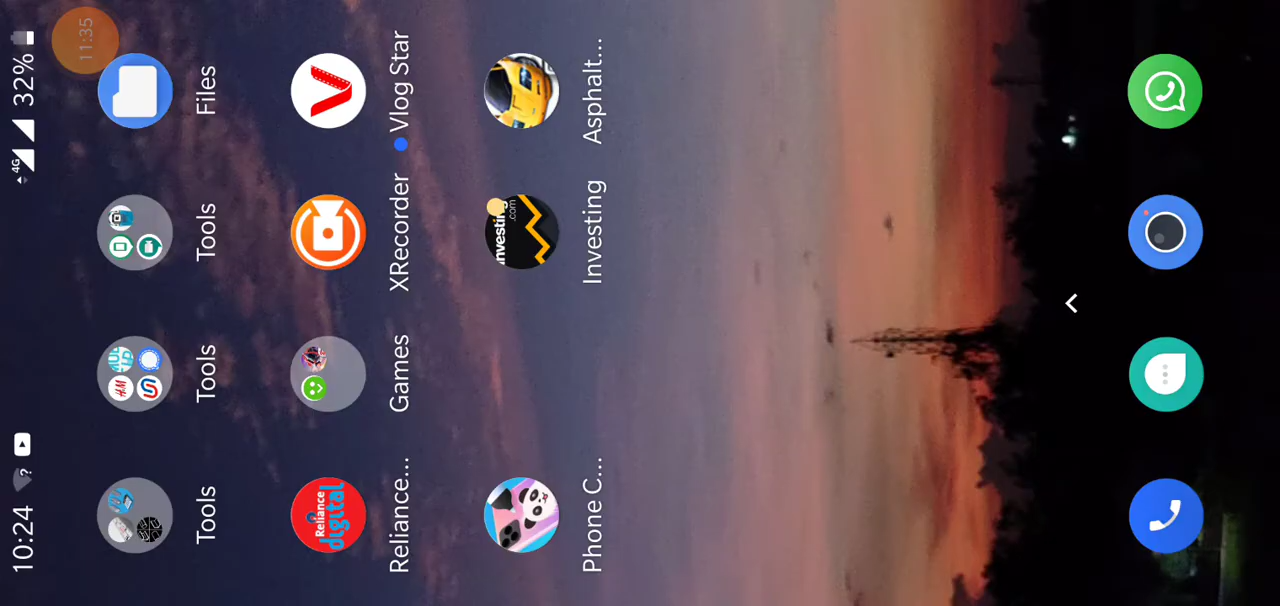 10:24 ? 4G 32%
11:35
Tools Tools Tools Files
Reliance digital
Reliance... Games XRecorder Vlog Star
Investing
.com
Phone C... Investing Asphalt...